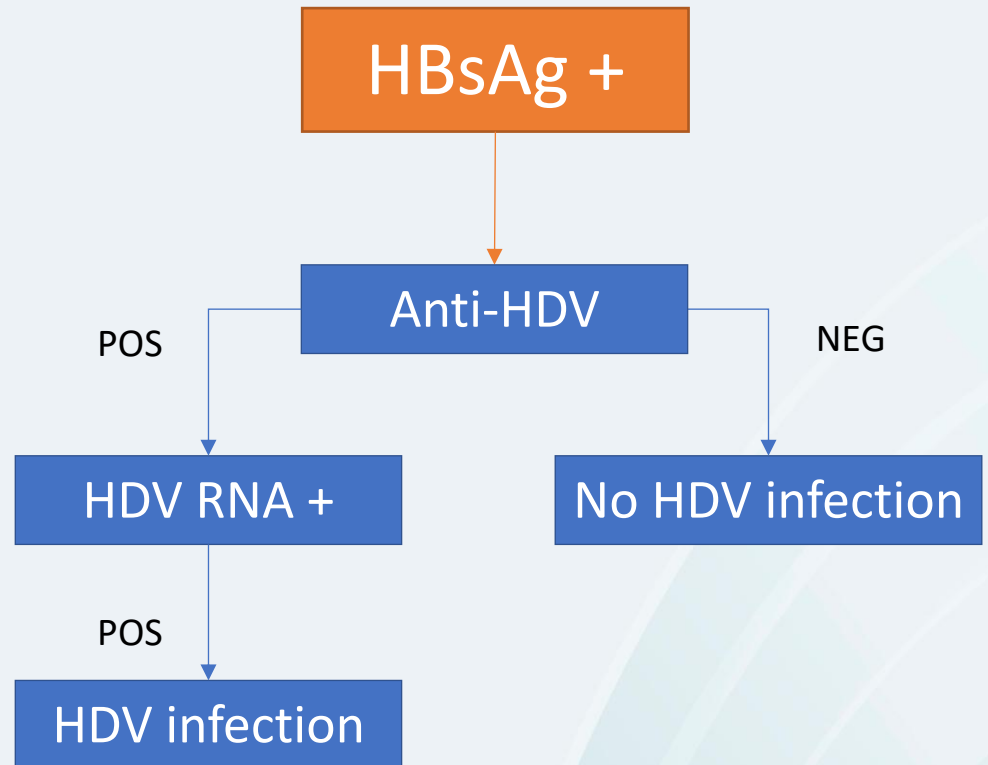 HBsAg +
Anti-HDV
POS
NEG
HDV RNA +
No HDV infection
POS
HDV infection